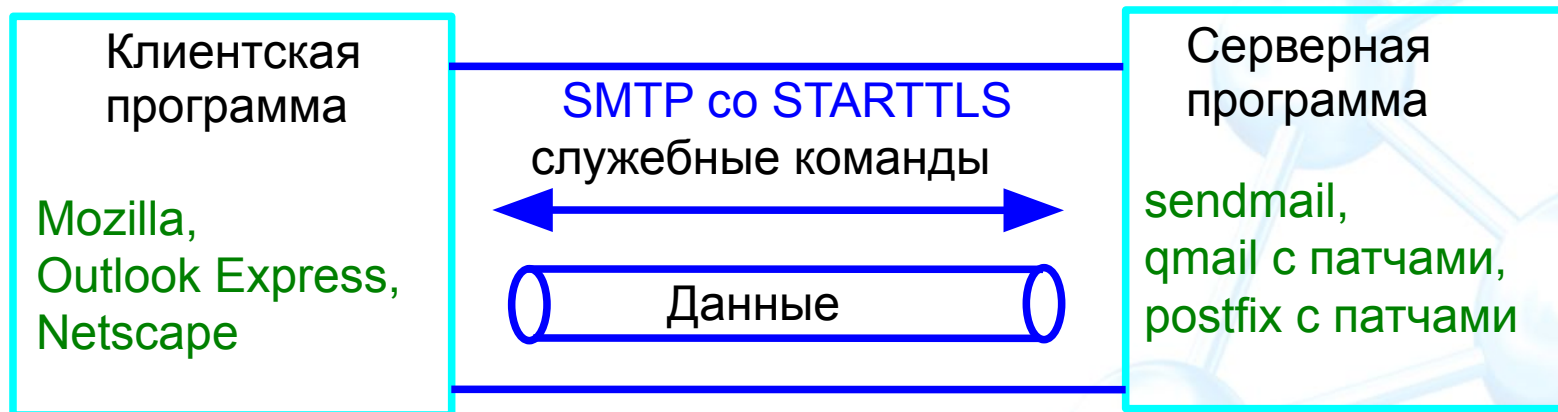 Клиентская
программа
Mozilla,
Outlook Express,
Netscape
SMTP со STARTTLS
служебные команды
Данные
Серверная
программа
sendmail,
qmail с патчами,
postfix с патчами